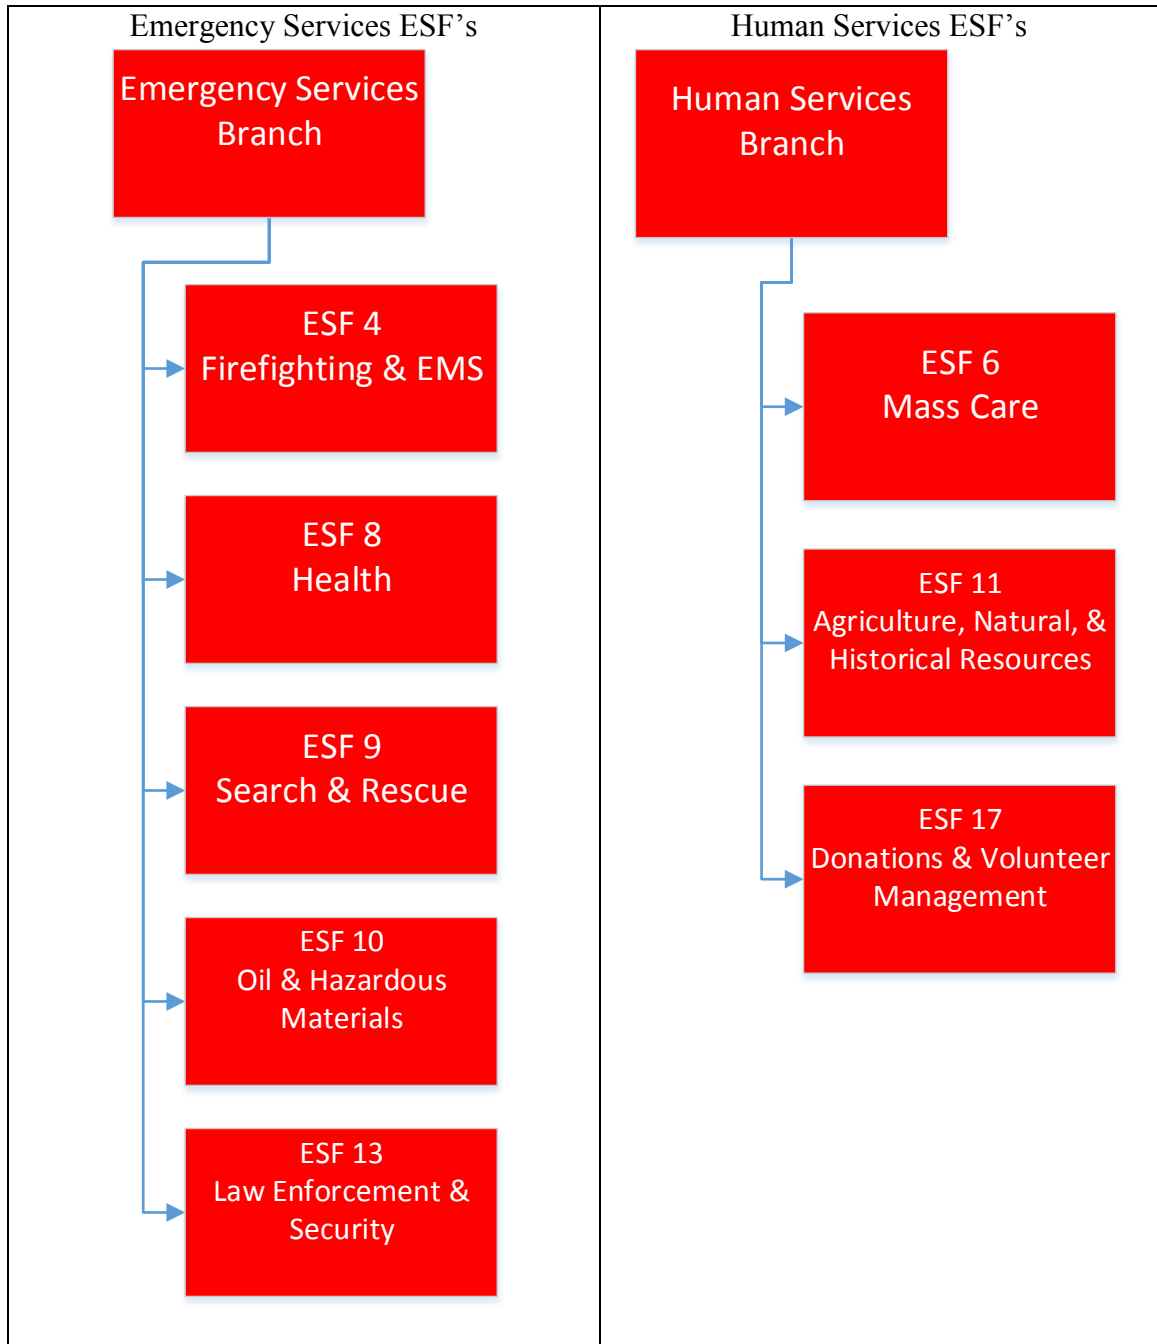 Emergency Services ESF’s
Emergency Services
Branch
ESF 4
Firefighting & EMS
ESF 8
Health
ESF 9
Search & Rescue
ESF 10
Oil & Hazardous
Materials
ESF 13
Law Enforcement &
Security
Human Services ESF’s
Human Services
Branch
ESF 6
Mass Care
ESF 11
Agriculture, Natural, &
Historical Resources
ESF 17
Donations & Volunteer
Management